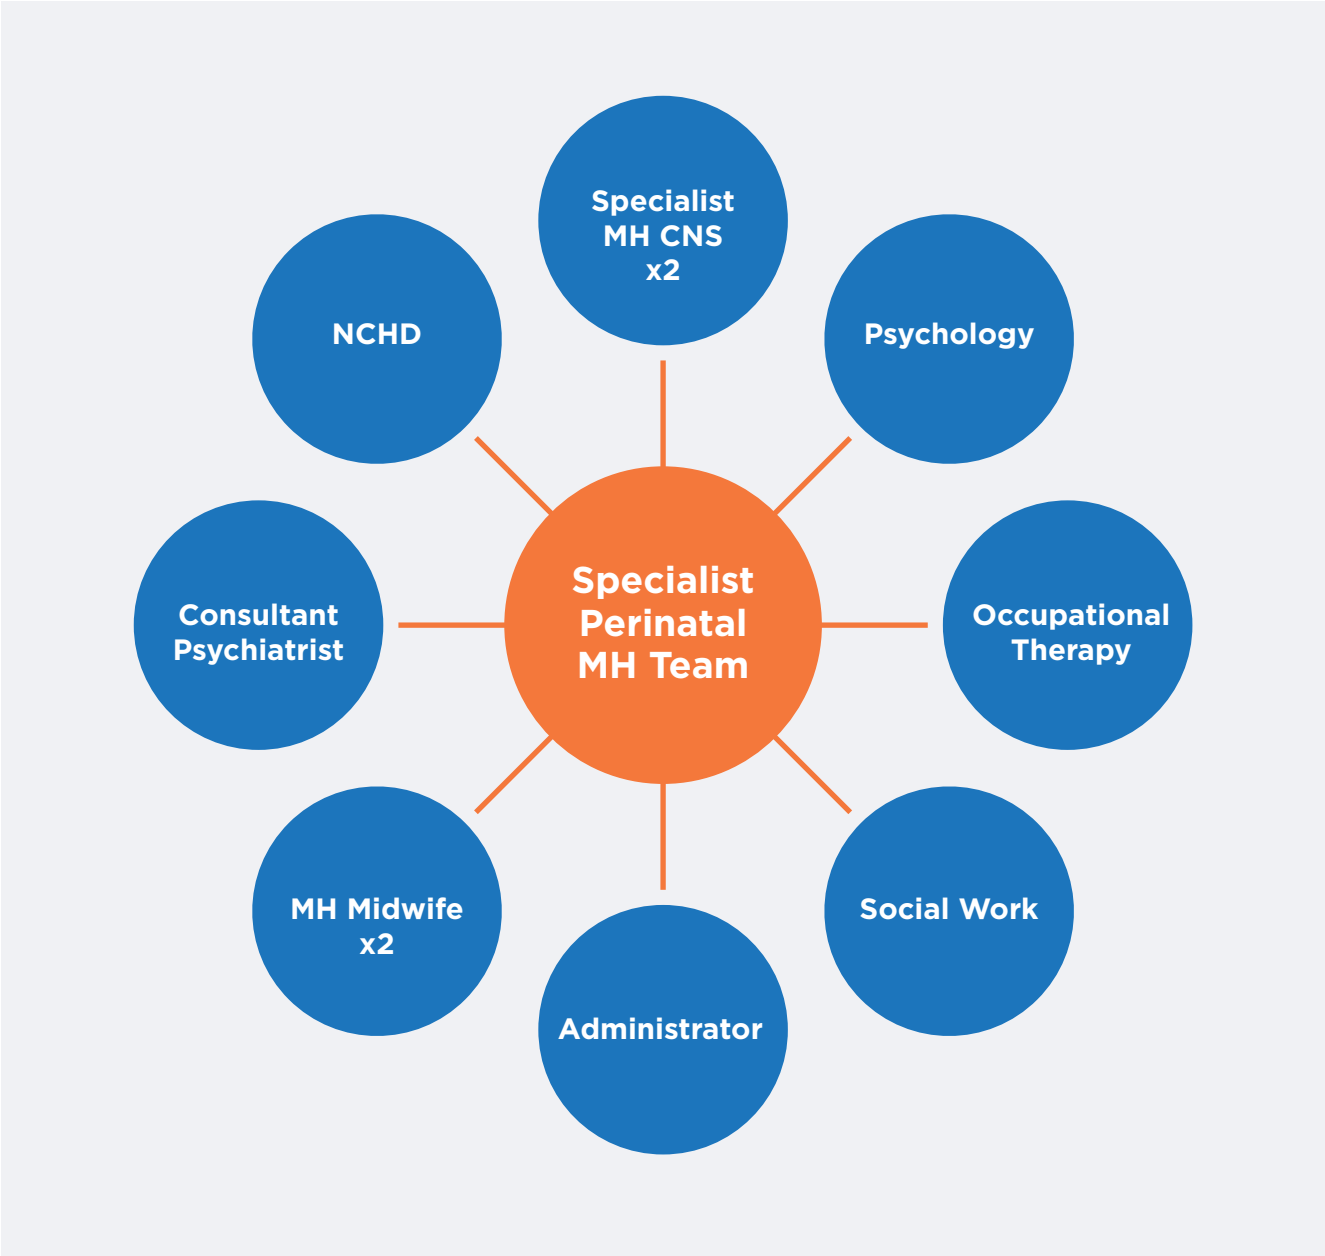 Specialist
MH CNS
x2
NCHD
Psychology
Specialist
Perinatal
MH Team
Consultant
Psychiatrist
Occupational
Therapy
MH Midwife
x2
Social Work
Administrator